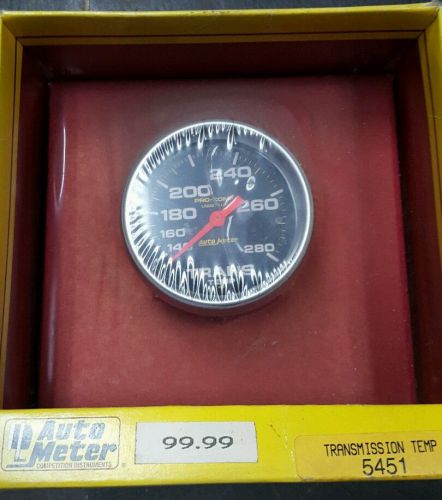 240
200
260
PRO-COMP
180
160
Auto Meter
140
280
TRANS
Auto
Meter
COMPETITION INSTRUMENTS
99.99
TRANSMISSION TEMP
5451